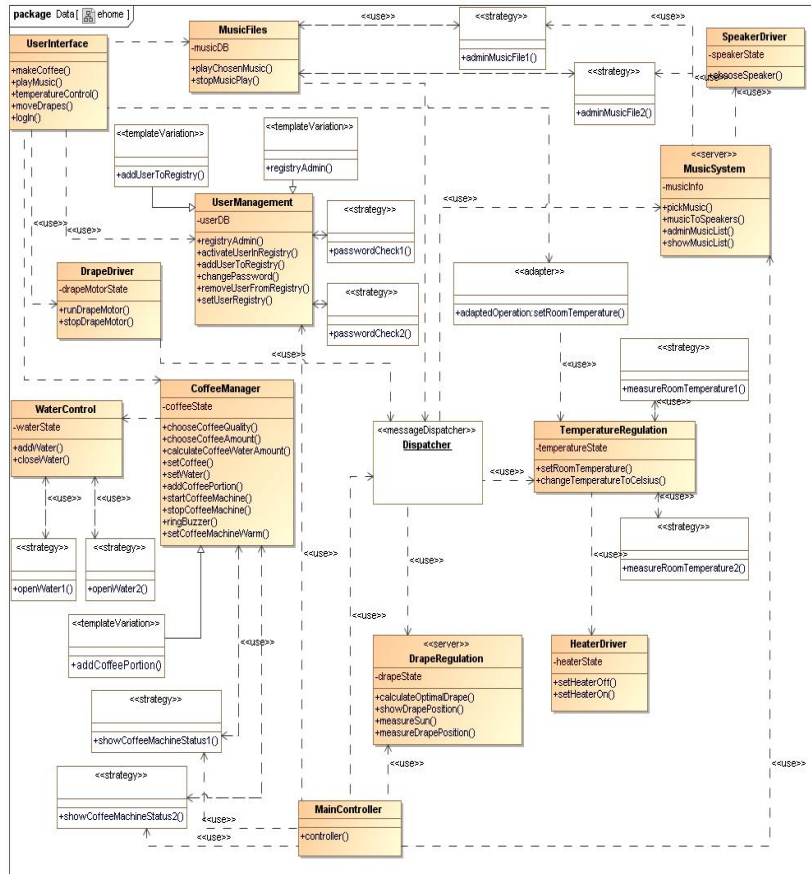 package Data[ ehome ]
UserInterface
+makeCoffee()
+playMusic()
+temperatureControl()
+moveDrapes()
+logIn()
MusicFiles
-musicDB
+playChosenMusic()
+stopMusicPlay()
<<use>>
<<strategy>>
+adminMusicFile1()
<<use>>
SpeakerDriver
-speakerState
+chooseSpeaker()
<<use>>
<<strategy>>
+adminMusicFile2()
<<use>>
<<use>>
<<templateVariation>>
+addUserToRegistry()
<<templateVariation>>
+registryAdmin()
<<server>>
MusicSystem
-musicInfo
+pickMusic()
+musicToSpeakers()
+adminMusicList()
+showMusicList()
<<use>>
UserManagement
-userDB
+registryAdmin()
+activateUserInRegistry()
+addUserToRegistry()
+changePassword()
+removeUserFromRegistry()
+setUserRegistry()
<<strategy>>
+passwordCheck1()
<<strategy>>
+passwordCheck2()
<<use>>
<<use>>
DrapeDriver
-drapeMotorState
+runDrapeMotor()
+stopDrapeMotor()
<<adapter>>
+adaptedOperation:setRoomTemperature()
<<use>>
<<use>>
<<use>>
<<strategy>>
+measureRoomTemperature1()
<<use>>
CoffeeManager
-coffeeState
+chooseCoffeeQuality()
+chooseCoffeeAmount()
+calculateCoffeeWaterAmount()
+setCoffee()
+setWater()
+addCoffeePortion()
+startCoffeeMachine()
+stopCoffeeMachine()
+ringBuzzer()
+setCoffeeMachineWarm()
WaterControl
-waterState
+addWater()
+closeWater()
<<use>>
<<use>>
<<messageDispatcher>>
Dispatcher
TemperatureRegulation
-temperatureState
+setRoomTemperature()
+changeTemperatureToCelsius()
<<use>>
<<use>>
<<strategy>>
+measureRoomTemperature2()
<<strategy>>
+openWater1()
<<strategy>>
+openWater2()
<<use>>
<<use>>
<<use>>
<<use>>
<<templateVariation>>
+addCoffeePortion()
<<server>>
DrapeRegulation
-drapeState
+calculateOptimalDrape()
+showDrapePosition()
+measureSun()
+measureDrapePosition()
HeaterDriver
-heaterState
+setHeaterOff()
+setHeaterOn()
<<strategy>>
+showCoffeeMachineStatus1()
<<use>>
<<use>>
<<use>>
<<strategy>>
+showCoffeeMachineStatus2()
<<use>>
MainController
+controller()
<<use>>